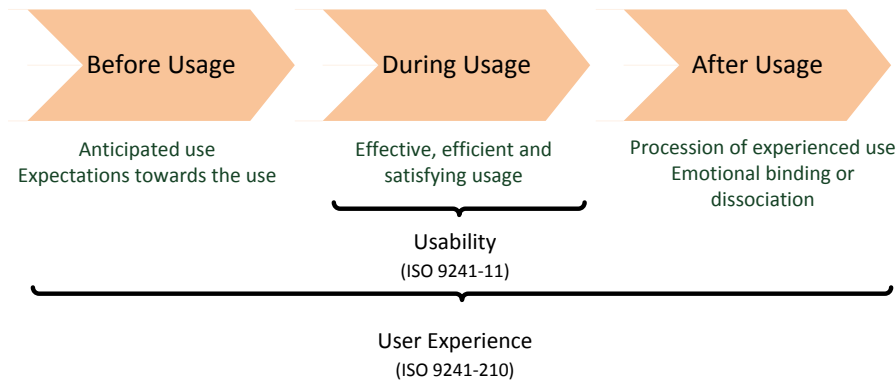 Before Usage
During Usage
After Usage
Anticipated use
Expectations towards the use
Effective, efficient and
satisfying usage
Procession of experienced use
Emotional binding or
dissociation
Usability
(ISO 9241-11)
User Experience
(ISO 9241-210)